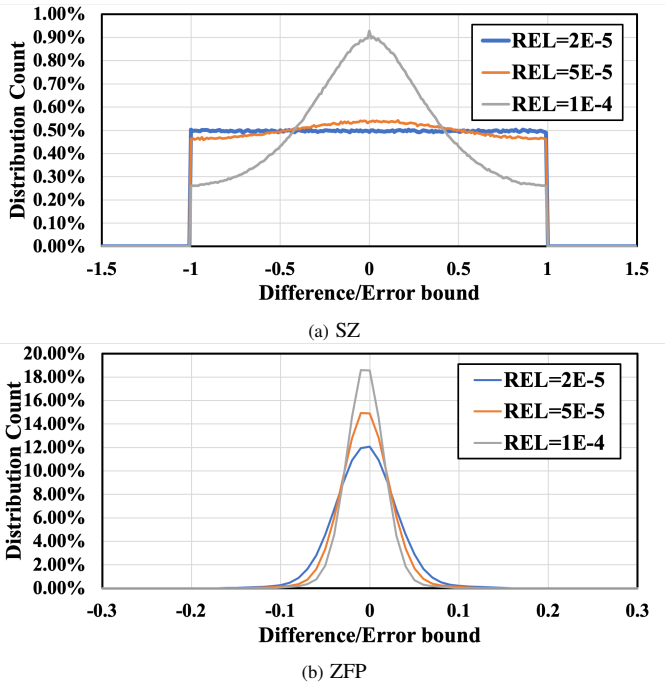 1.00%
0.90%
0.80%
0.70%
0.60%
0.50%
0.40%
0.30%
0.20%
0.10%
0.00%
Distribution Count
REL=2E-5
REL=5E-5
REL=1E-4
-1.5 -1 -0.5 0 0.5 1 1.5
Difference/Error bound
(a) SZ
20.00%
18.00%
16.00%
14.00%
12.00%
10.00%
8.00%
6.00%
4.00%
2.00%
0.00%
Distribution Count
REL=2E-5
REL=5E-5
REL=1E-4
-0.3 -0.2 -0.1 0 0.1 0.2 0.3
Difference/Error bound
(b) ZFP